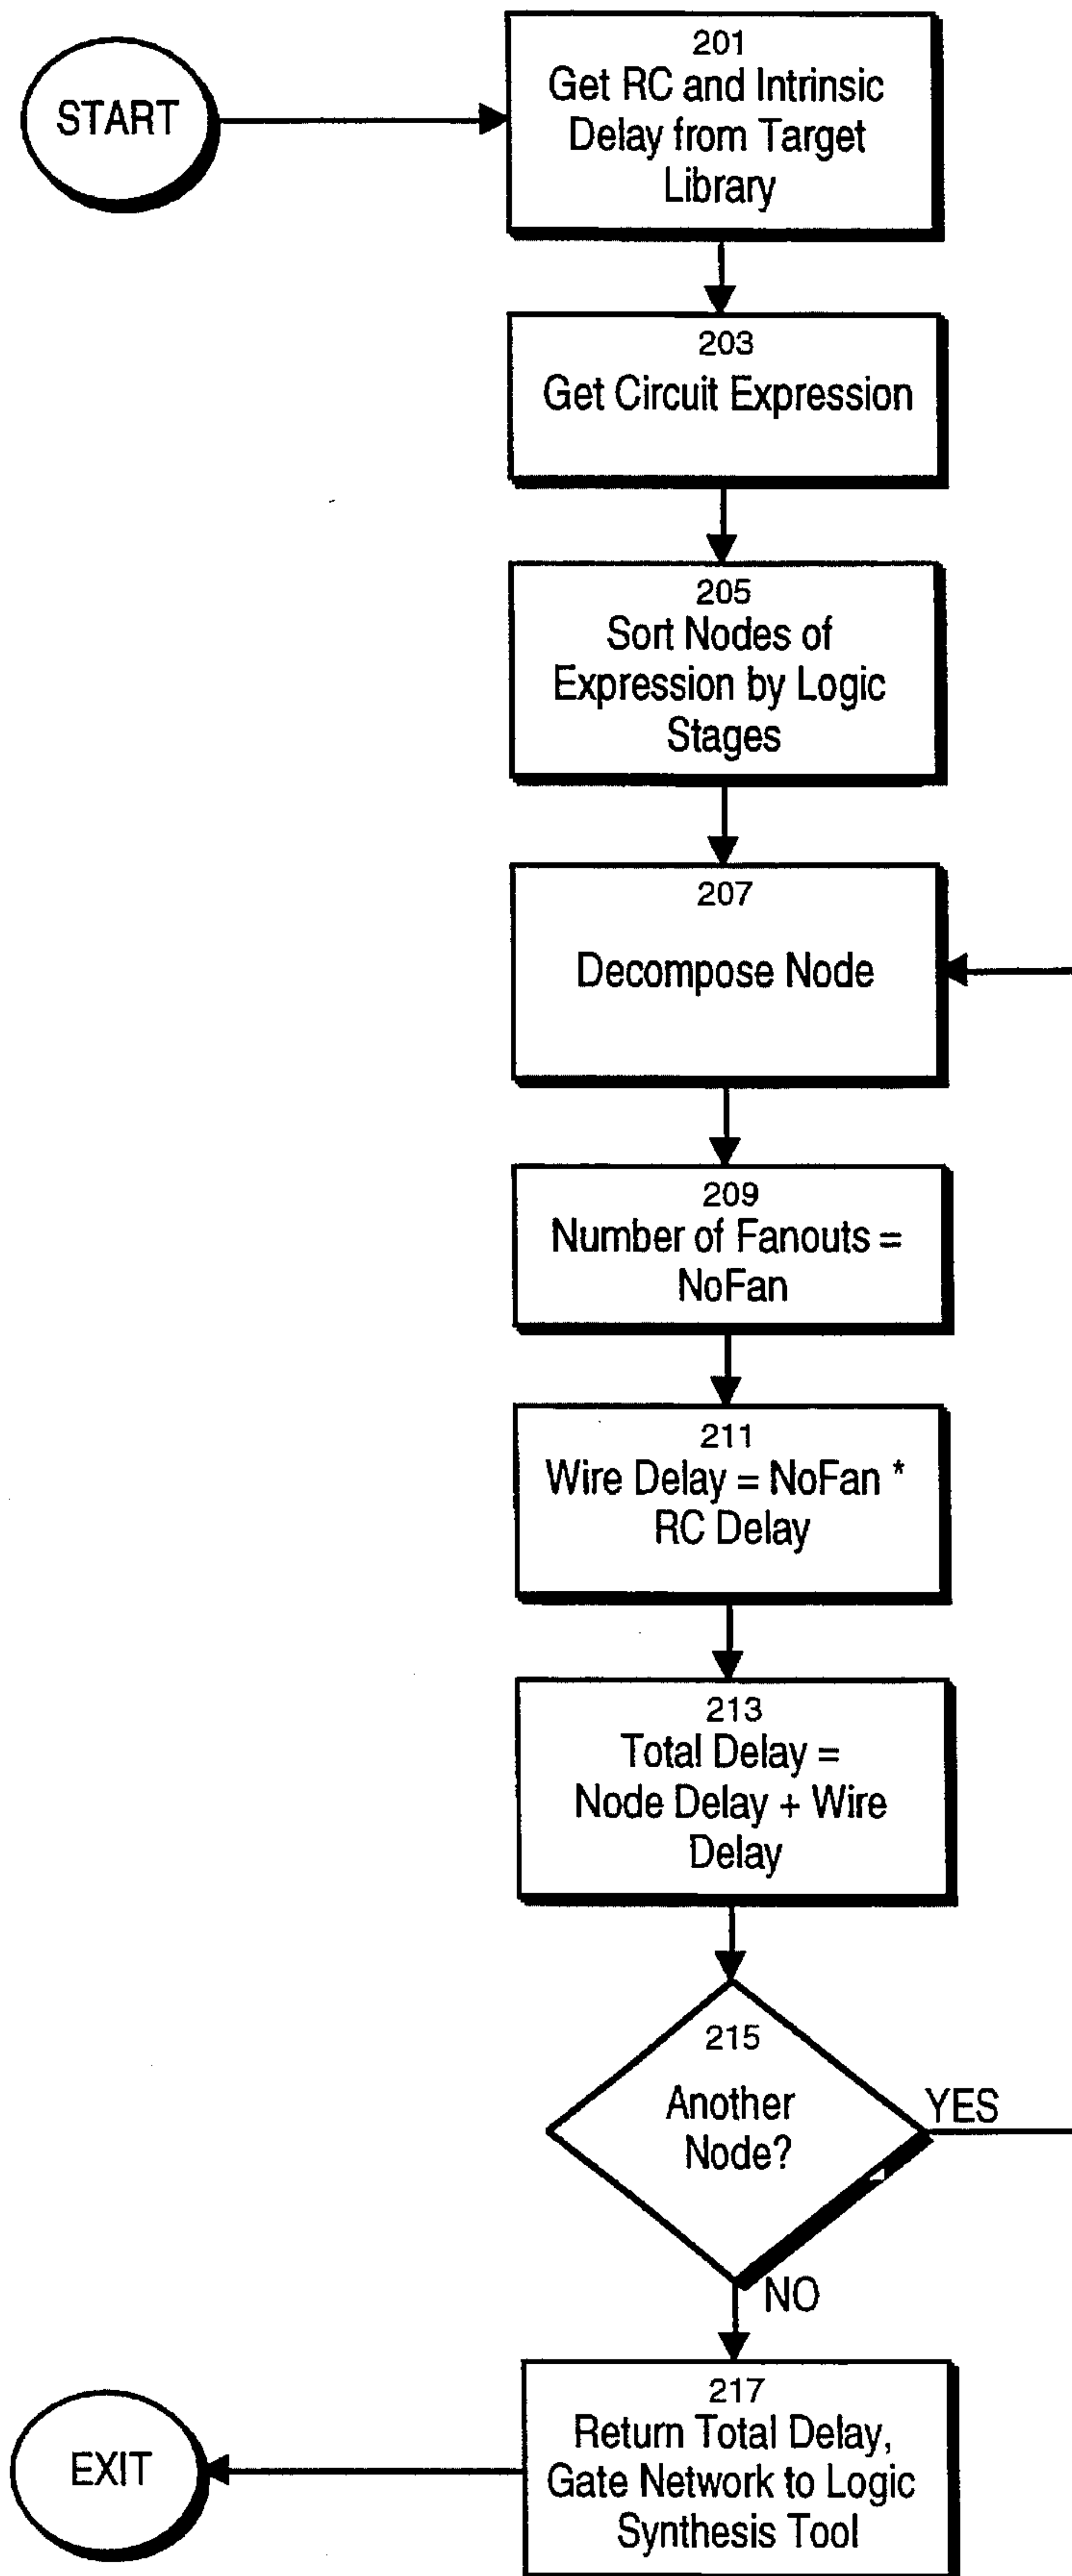 START
201
Get RC and Intrinsic
Delay from Target
Library
203
Get Circuit Expression
205
Sort Nodes of
Expression by Logic
Stages
207
Decompose Node
209
Number of Fanouts =
NoFan
211
Wire Delay = NoFan *
RC Delay
213
Total Delay =
Node Delay + Wire
Delay
215
Another
Node?
YES
NO
217
Return Total Delay,
Gate Network to Logic
Synthesis Tool
EXIT